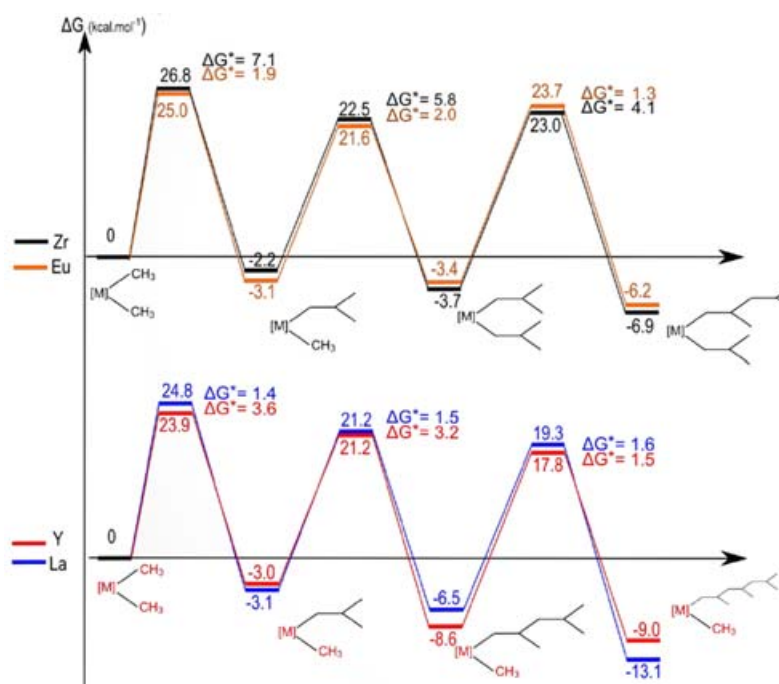 ΔG (kcal.mol⁻¹)
26.8
ΔG*= 7.1
ΔG*= 1.9
25.0
22.5
ΔG*= 5.8
ΔG*= 2.0
21.6
23.7
ΔG*= 1.3
ΔG*= 4.1
23.0
0
Zr
Eu
-2.2
-3.1
-3.4
-3.7
-6.2
-6.9
[M]
CH₃
CH₃
[M]
CH₃
[M]
[M]
24.8
ΔG*= 1.4
ΔG*= 3.6
23.9
21.2
ΔG*= 1.5
ΔG*= 3.2
21.2
19.3
ΔG*= 1.6
ΔG*= 1.5
17.8
0
Y
La
-3.0
-3.1
-6.5
-8.6
-9.0
-13.1
[M]
CH₃
CH₃
[M]
CH₃
[M]
CH₃
[M]
CH₃